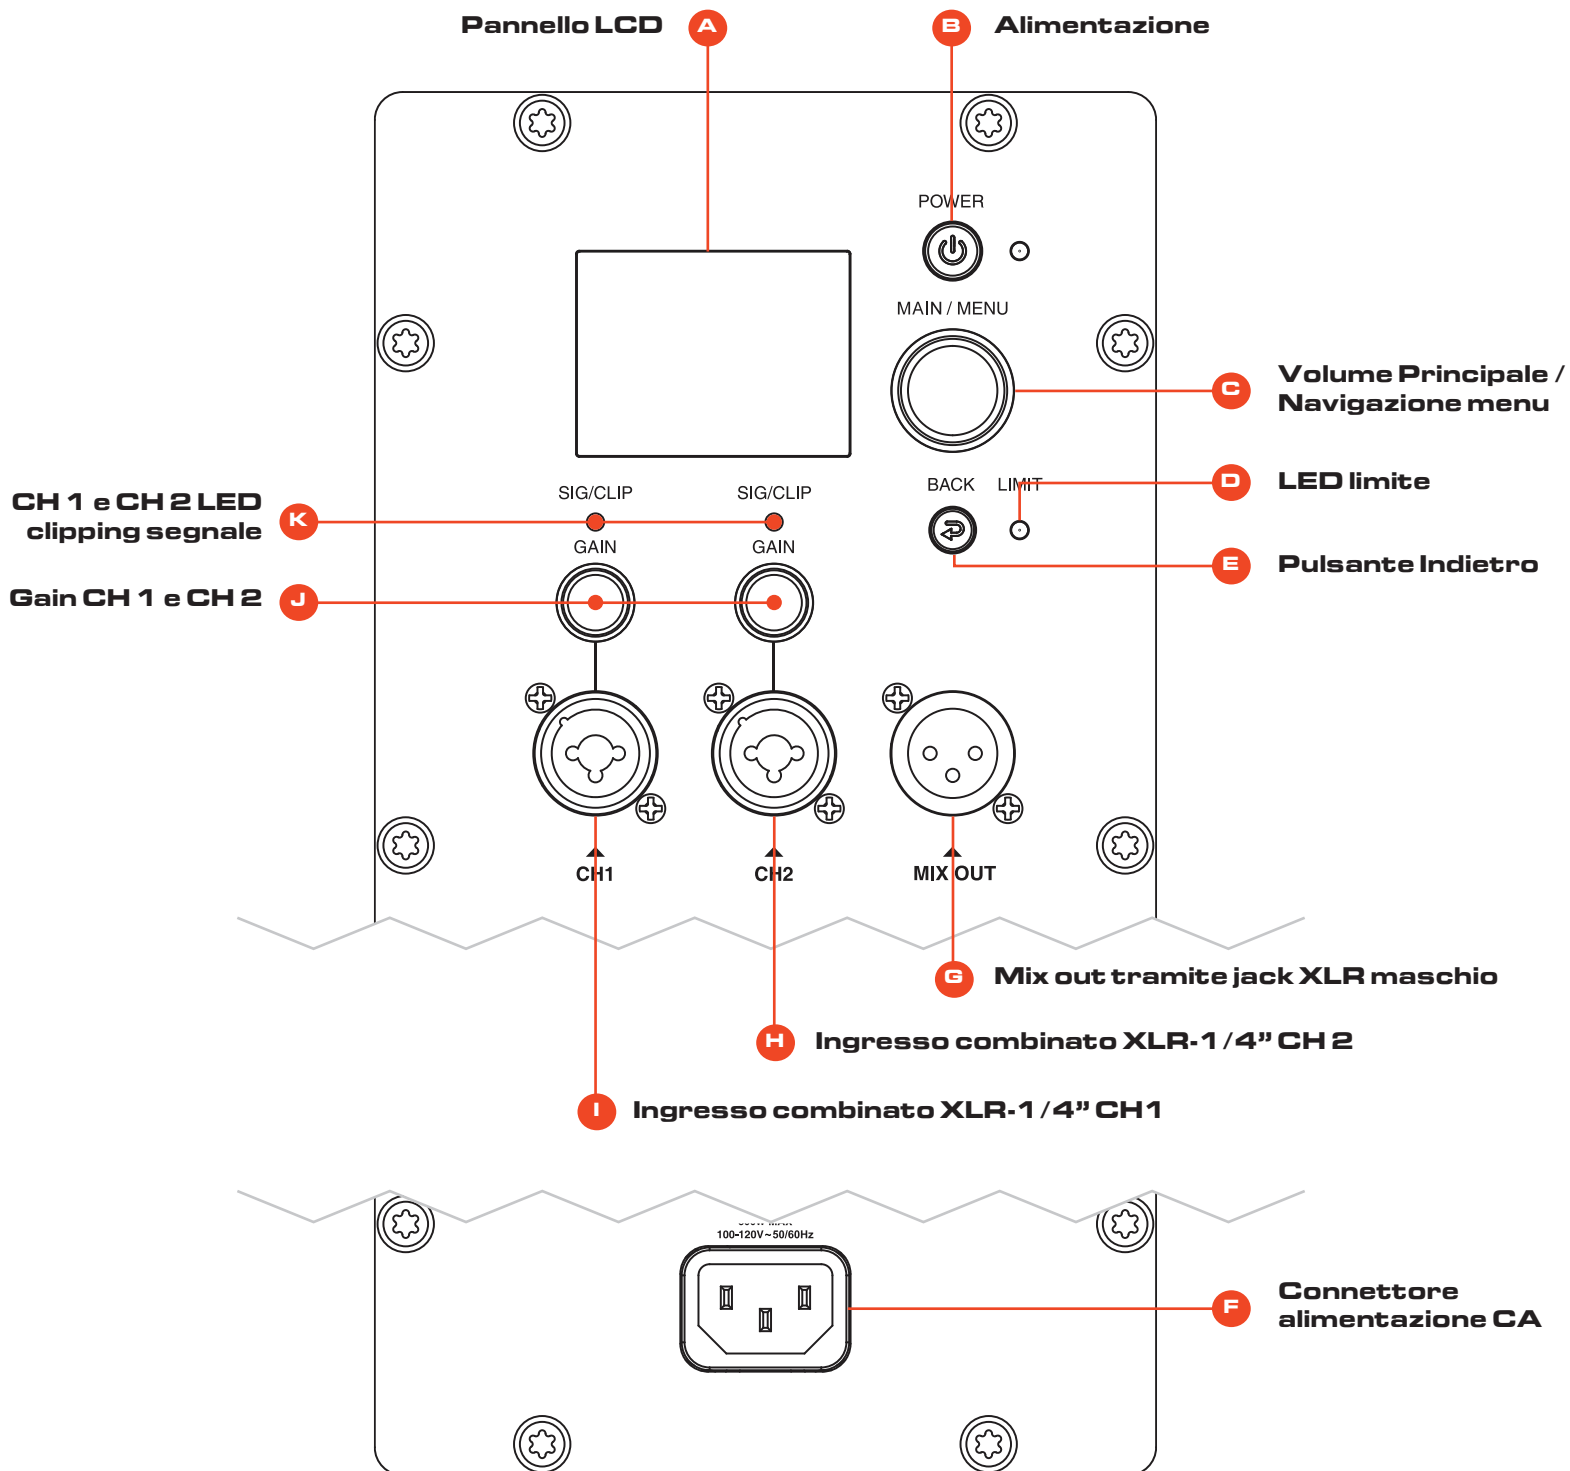 Pannello LCD A
B Alimentazione
POWER
MAIN / MENU
C Volume Principale /
Navigazione menu
BACK LIMIT
D LED limite
E Pulsante Indietro
SIG/CLIP SIG/CLIP
CH 1 e CH 2 LED
clipping segnale K
GAIN GAIN
Gain CH 1 e CH 2 J
CH1 CH2 MIX OUT
G Mix out tramite jack XLR maschio
H Ingresso combinato XLR-1/4” CH 2
I Ingresso combinato XLR-1/4” CH1
100-120V~50/60Hz
F Connettore
alimentazione CA